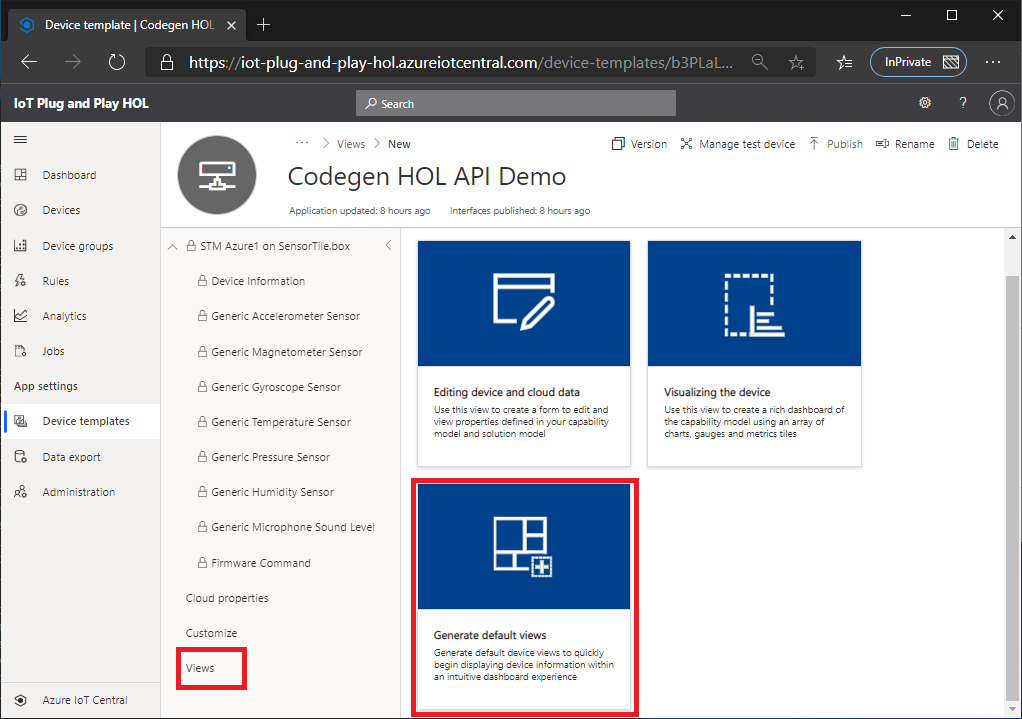 Device template | Codegen HOL
https://iot-plug-and-play-hol.azureiotcentral.com/device-templates/b3PLaL...
InPrivate
IoT Plug and Play HOL
Search
?
Dashboard
Devices
Device groups
Rules
Analytics
Jobs
App settings
Device templates
Data export
Administration
Azure IoT Central
... > Views > New
Version
Manage test device
Publish
Rename
Delete
Codegen HOL API Demo
Application updated: 8 hours ago
Interfaces published: 8 hours ago
STM Azure1 on SensorTile.box
Device Information
Generic Accelerometer Sensor
Generic Magnetometer Sensor
Generic Gyroscope Sensor
Generic Temperature Sensor
Generic Pressure Sensor
Generic Humidity Sensor
Generic Microphone Sound Level
Firmware Command
Cloud properties
Customize
Views
Editing device and cloud data
Use this view to create a form to edit and
view properties defined in your capability
model and solution model
Visualizing the device
Use this view to create a rich dashboard of
the capability model using an array of
charts, gauges and metrics tiles
Generate default views
Generate default device views to quickly
begin displaying device information within
an intuitive dashboard experience